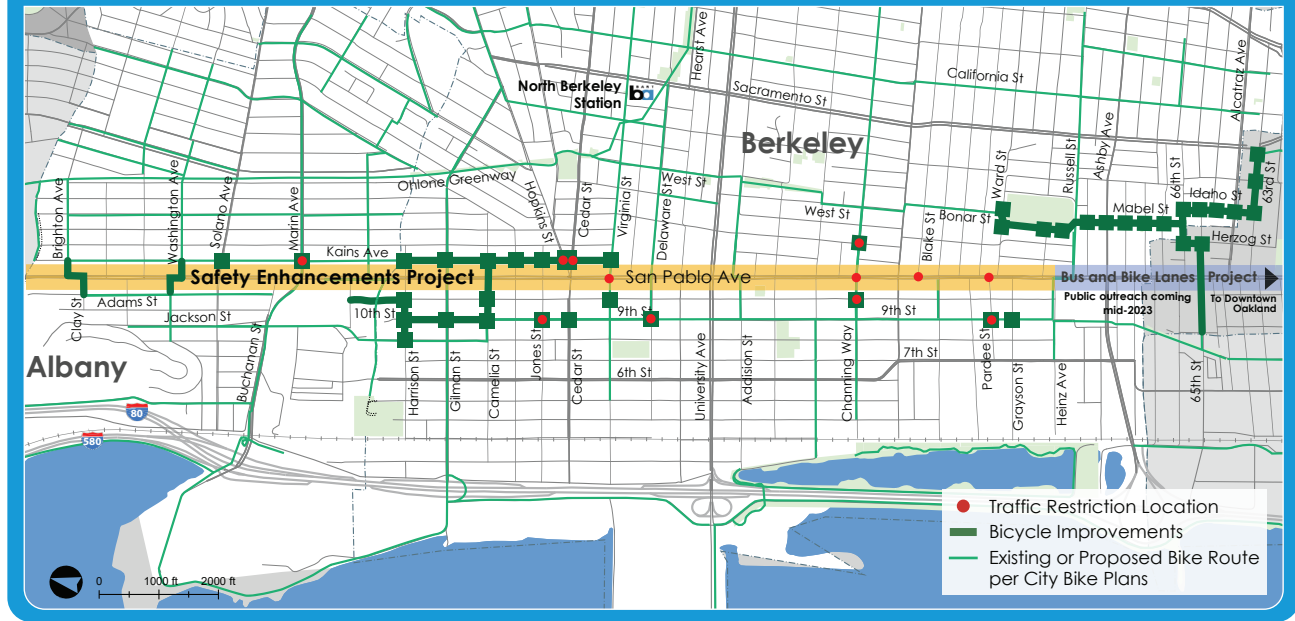 Hearst Ave
California St
Alcatraz Ave
North Berkeley
Station
ba
Sacramento St
Berkeley
Ashby Ave
Russell St
Ward St
66th St
63rd St
Idaho St
Ohlone Greenway
West St
Hopkins St
Cedar St
Virginia St
Delaware St
West St
Bonar St
Mabel St
Blake St
Herzog St
Brighton Ave
Washington Ave
Solano Ave
Marin Ave
Kains Ave
Safety Enhancements Project
San Pablo Ave
Bus and Bike Lanes Project
Public outreach coming
mid-2023
To Downtown
Oakland
Adams St
Clay St
Jackson St
10th St
9th St
9th St
Albany
Buchanan St
Harrison St
Gilman St
Camelia St
Jones St
Cedar St
6th St
University Ave
Addison St
Channing Way
7th St
Pardee St
Grayson St
Heinz Ave
65th St
80
580
Traffic Restriction Location
Bicycle Improvements
Existing or Proposed Bike Route
per City Bike Plans
0 1000 ft 2000 ft